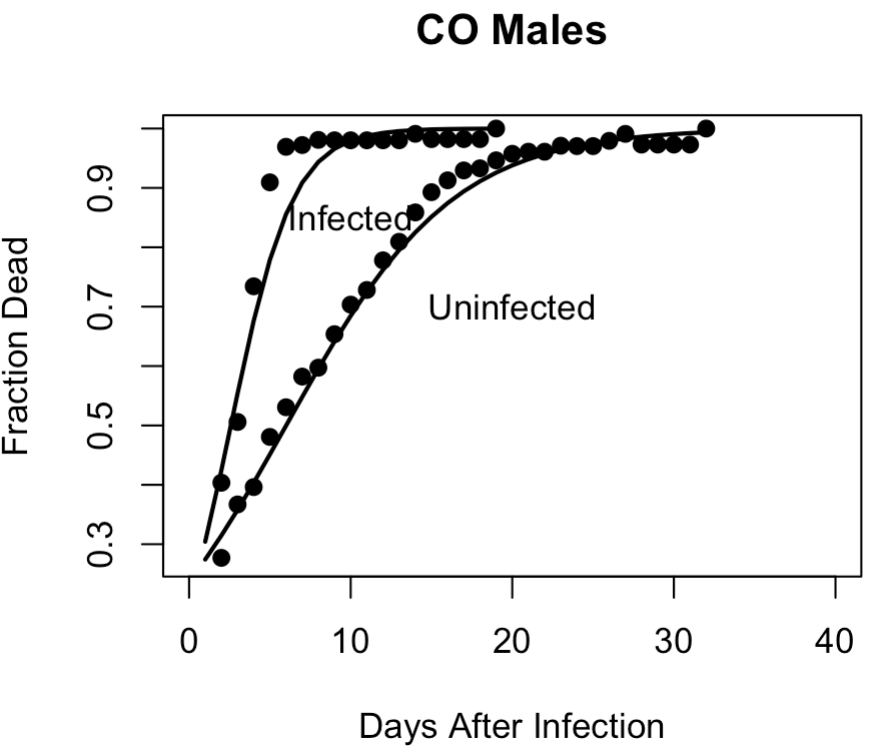 CO Males
Fraction Dead
0.9
0.7
0.5
0.3
Infected
Uninfected
0 10 20 30 40
Days After Infection